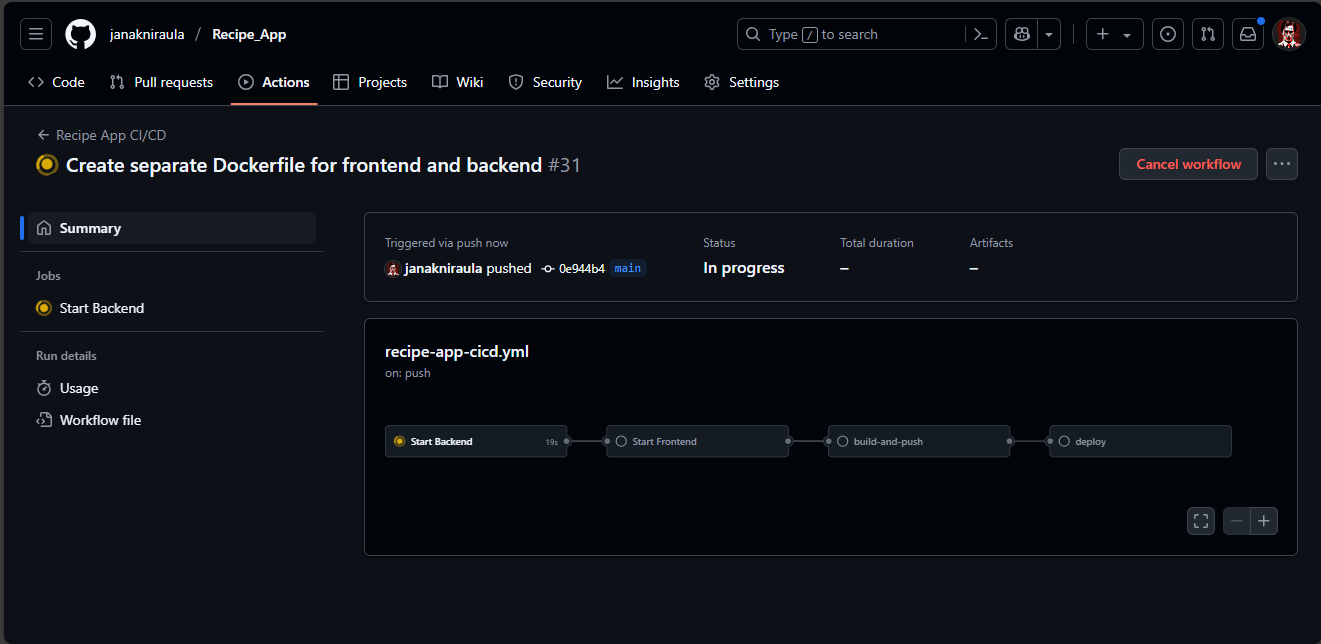 janakniraula / Recipe_App
Type / to search
Code Pull requests Actions Projects Wiki Security Insights Settings
Recipe App CI/CD
Create separate Dockerfile for frontend and backend #31
Cancel workflow
Summary
Jobs
Start Backend
Run details
Usage
Workflow file
Triggered via push now
janakniraula pushed 0e944b4 main
Status
In progress
Total duration
–
Artifacts
–
recipe-app-cicd.yml
on: push
Start Backend 19s
Start Frontend
build-and-push
deploy